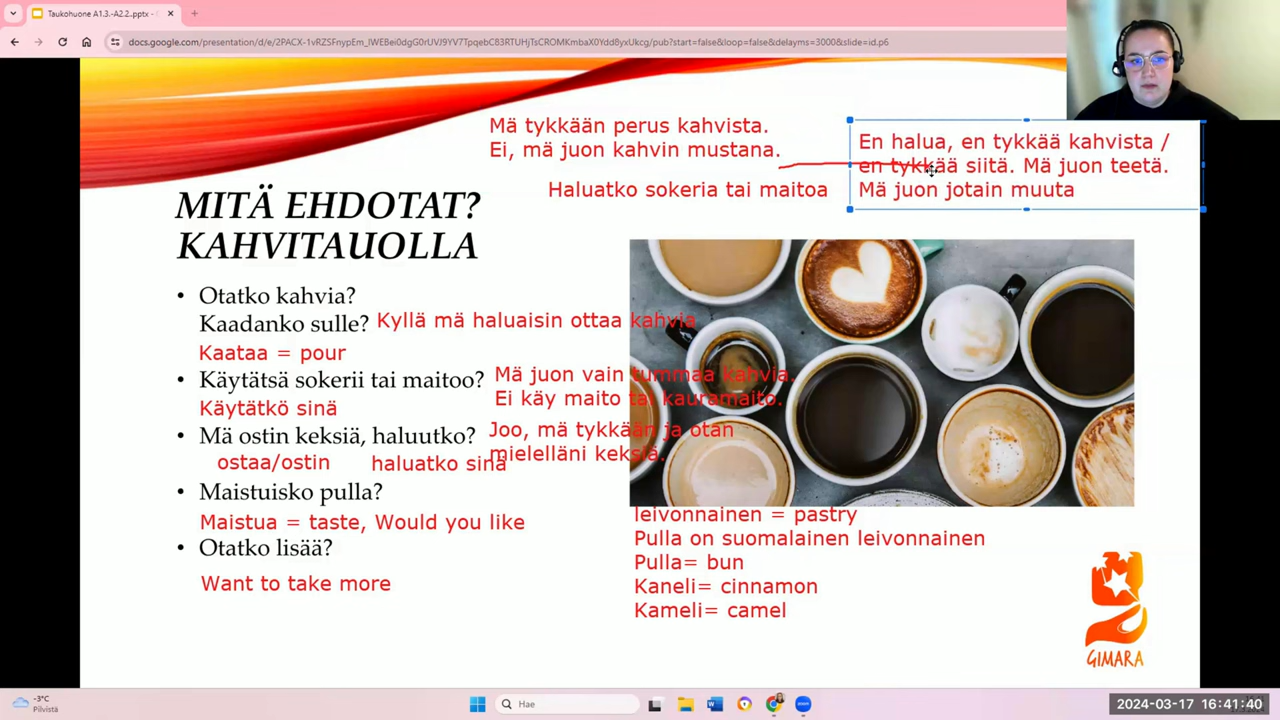 Taukohuone A1.3.-A2.2..pptx -
docs.google.com/presentation/d/e/2PACX-1vRZSFnypEm_IWEBei0dgG0rUVJ9YV7TpqebC83RTUHjTsCROMKmbaX0Ydd8yxUkcg/pub?start=false&loop=false&delayms=3000&slide=id.p6
Mä tykkään perus kahvista.
Ei, mä juon kahvin mustana.
En halua, en tykkää kahvista /
en tykkää siitä. Mä juon teetä.
Mä juon jotain muuta
Haluatko sokeria tai maitoa
MITÄ EHDOTAT?
KAHVITAUOLLA
• Otatko kahvia?
Kaadanko sulle? Kyllä mä haluaisin ottaa kahvia
Kaataa = pour
• Käytätsä sokerii tai maitoo?
Mä juon vain tummaa kahvia.
Ei käy maito tai kauramaito.
Käytätkö sinä
• Mä ostin keksiä, haluutko?
Joo, mä tykkään ja otan
mielelläni keksiä.
ostaa/ostin haluatko sinä
• Maistuisko pulla?
Maistua = taste, Would you like
• Otatko lisää?
Want to take more
leivonnainen = pastry
Pulla on suomalainen leivonnainen
Pulla= bun
Kaneli= cinnamon
Kameli= camel
GIMARA
-3°C
Pilvistä
Hae
zoom
2024-03-17 16:41:40